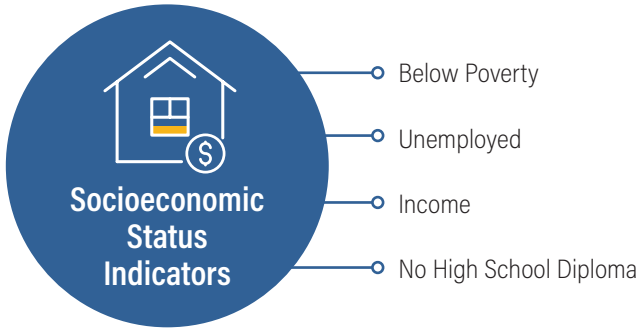 Socioeconomic
Status
Indicators
$
Below Poverty
Unemployed
Income
No High School Diploma